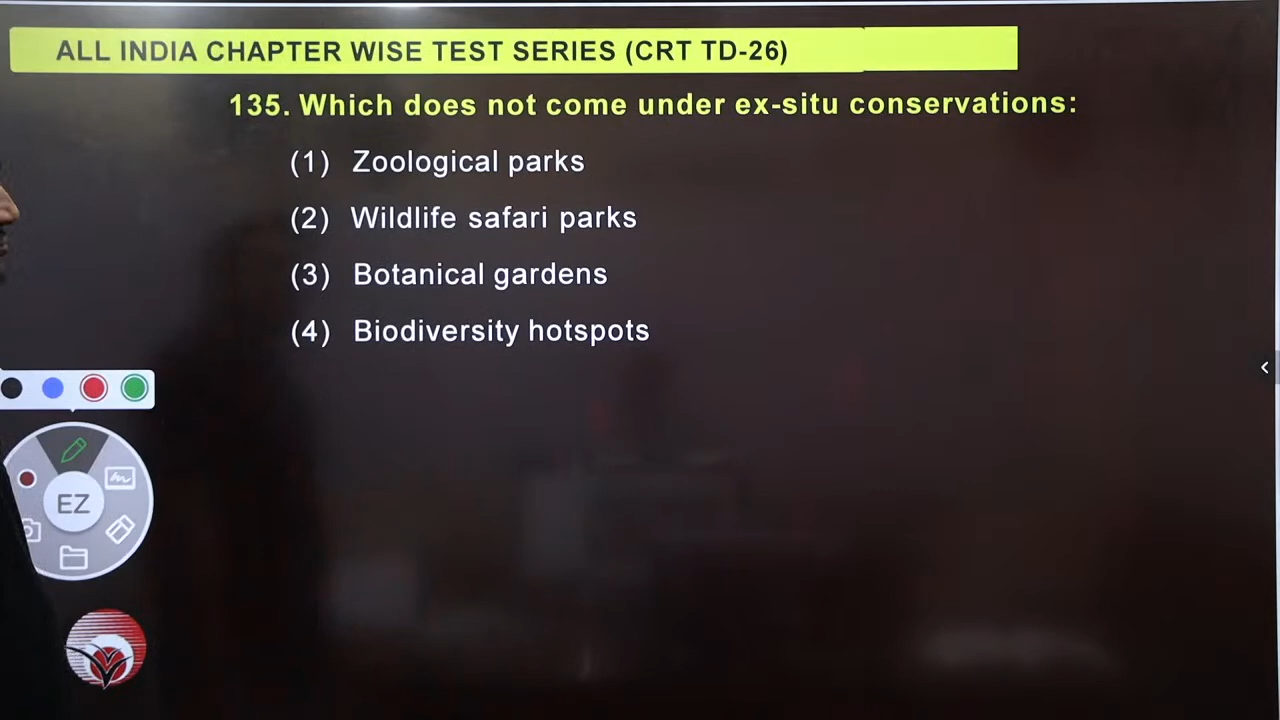 ALL INDIA CHAPTER WISE TEST SERIES (CRT TD-26)
135. Which does not come under ex-situ conservations:
(1) Zoological parks
(2) Wildlife safari parks
(3) Botanical gardens
(4) Biodiversity hotspots
EZ